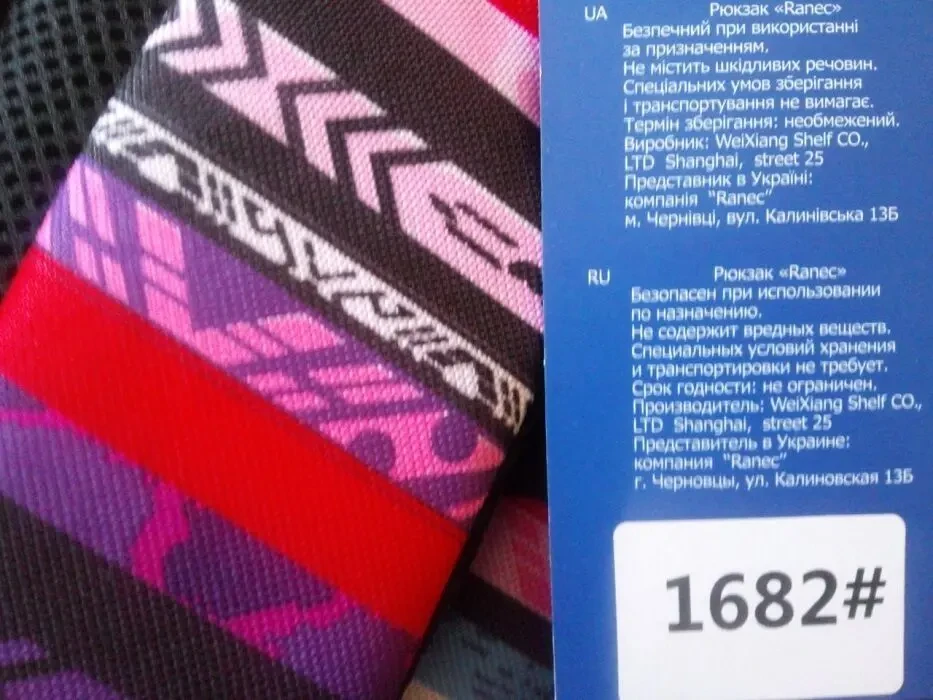 UA
Рюкзак «Ranec»
Безпечний при використанні
за призначенням.
Не містить шкідливих речовин.
Спеціальних умов зберігання
і транспортування не вимагає.
Термін зберігання: необмежений.
Виробник: WeiXiang Shelf CO.,
LTD Shanghai, street 25
Представник в Україні:
компанія "Ranec"
м. Чернівці, вул. Калинівська 13Б
RU
Рюкзак «Ranec»
Безопасен при использовании
по назначению.
Не содержит вредных веществ.
Специальных условий хранения
и транспортировки не требует.
Срок годности: не ограничен.
Производитель: WeiXiang Shelf CO.,
LTD Shanghai, street 25
Представитель в Украине:
компания "Ranec"
г. Черновцы, ул. Калиновская 13Б
1682#